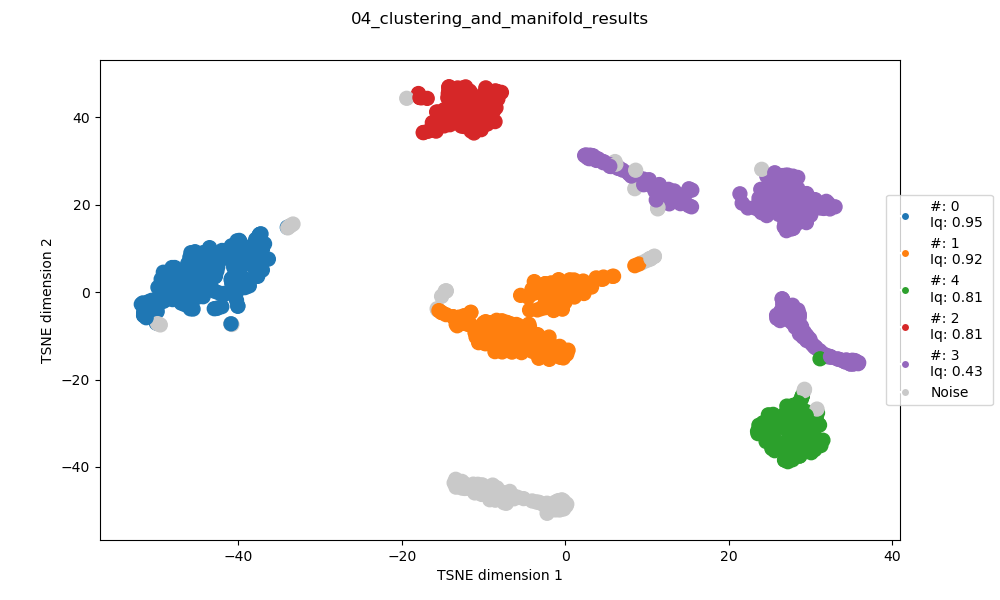 04_clustering_and_manifold_results
TSNE dimension 2
40
20
0
−20
−40
−40
−20
0
20
40
TSNE dimension 1
#: 0
Iq: 0.95
#: 1
Iq: 0.92
#: 4
Iq: 0.81
#: 2
Iq: 0.81
#: 3
Iq: 0.43
Noise